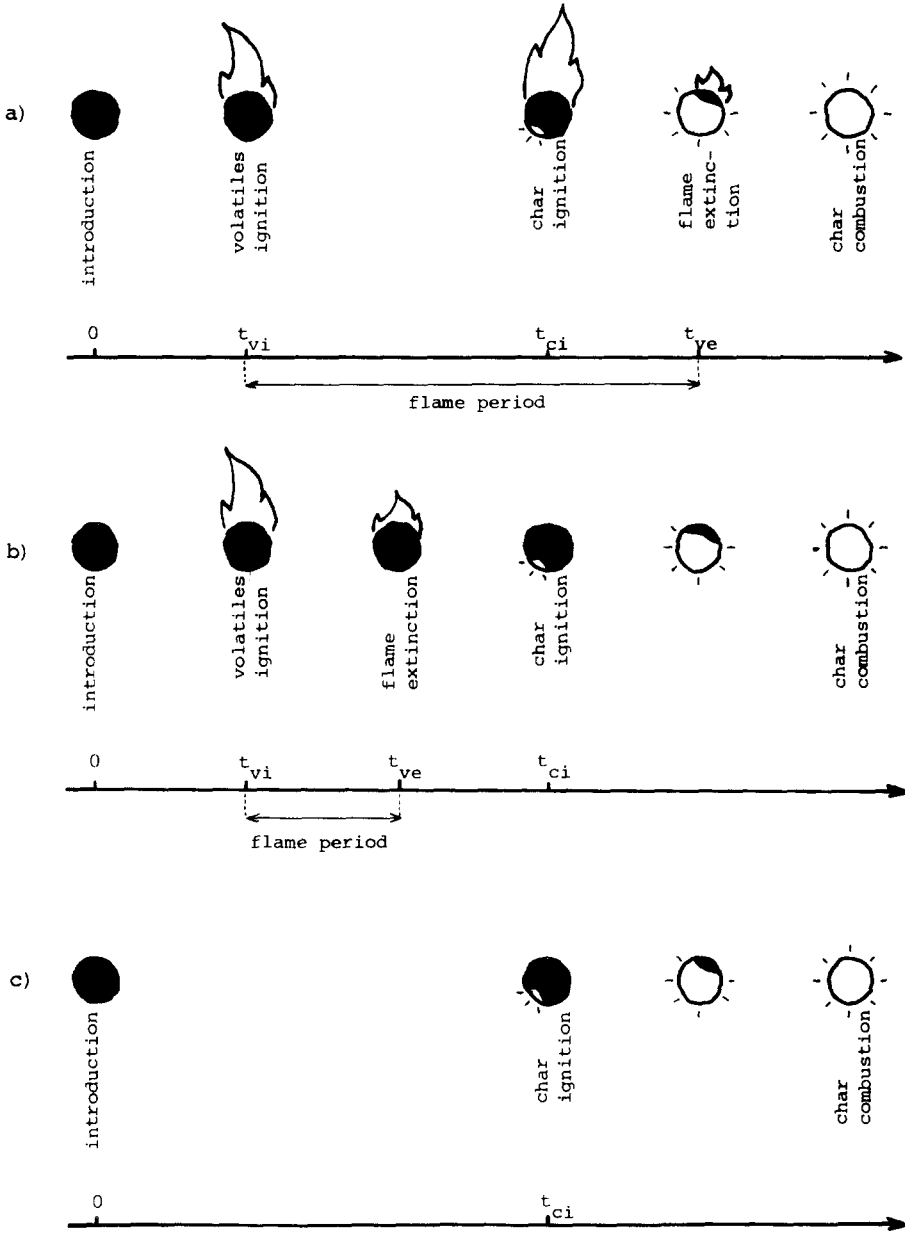 a)
introduction
volatiles
ignition
char
ignition
flame
extinc-
tion
char
combustion
0
t_vi
t_ci
t_ve
flame period
b)
introduction
volatiles
ignition
flame
extinction
char
ignition
char
combustion
0
t_vi
t_ve
t_ci
flame period
c)
introduction
char
ignition
char
combustion
0
t_ci